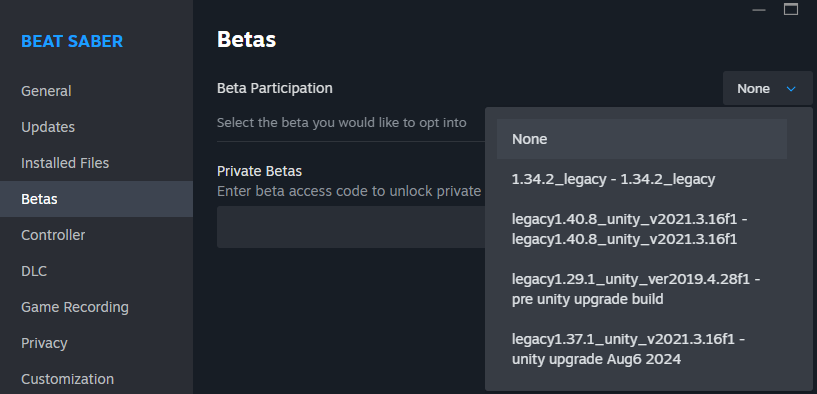 BEAT SABER
General
Updates
Installed Files
Betas
Controller
DLC
Game Recording
Privacy
Customization
Betas
Beta Participation
None
Select the beta you would like to opt into
Private Betas
Enter beta access code to unlock private
None
1.34.2_legacy - 1.34.2_legacy
legacy1.40.8_unity_v2021.3.16f1 -
legacy1.40.8_unity_v2021.3.16f1
legacy1.29.1_unity_ver2019.4.28f1 -
pre unity upgrade build
legacy1.37.1_unity_v2021.3.16f1 -
unity upgrade Aug6 2024